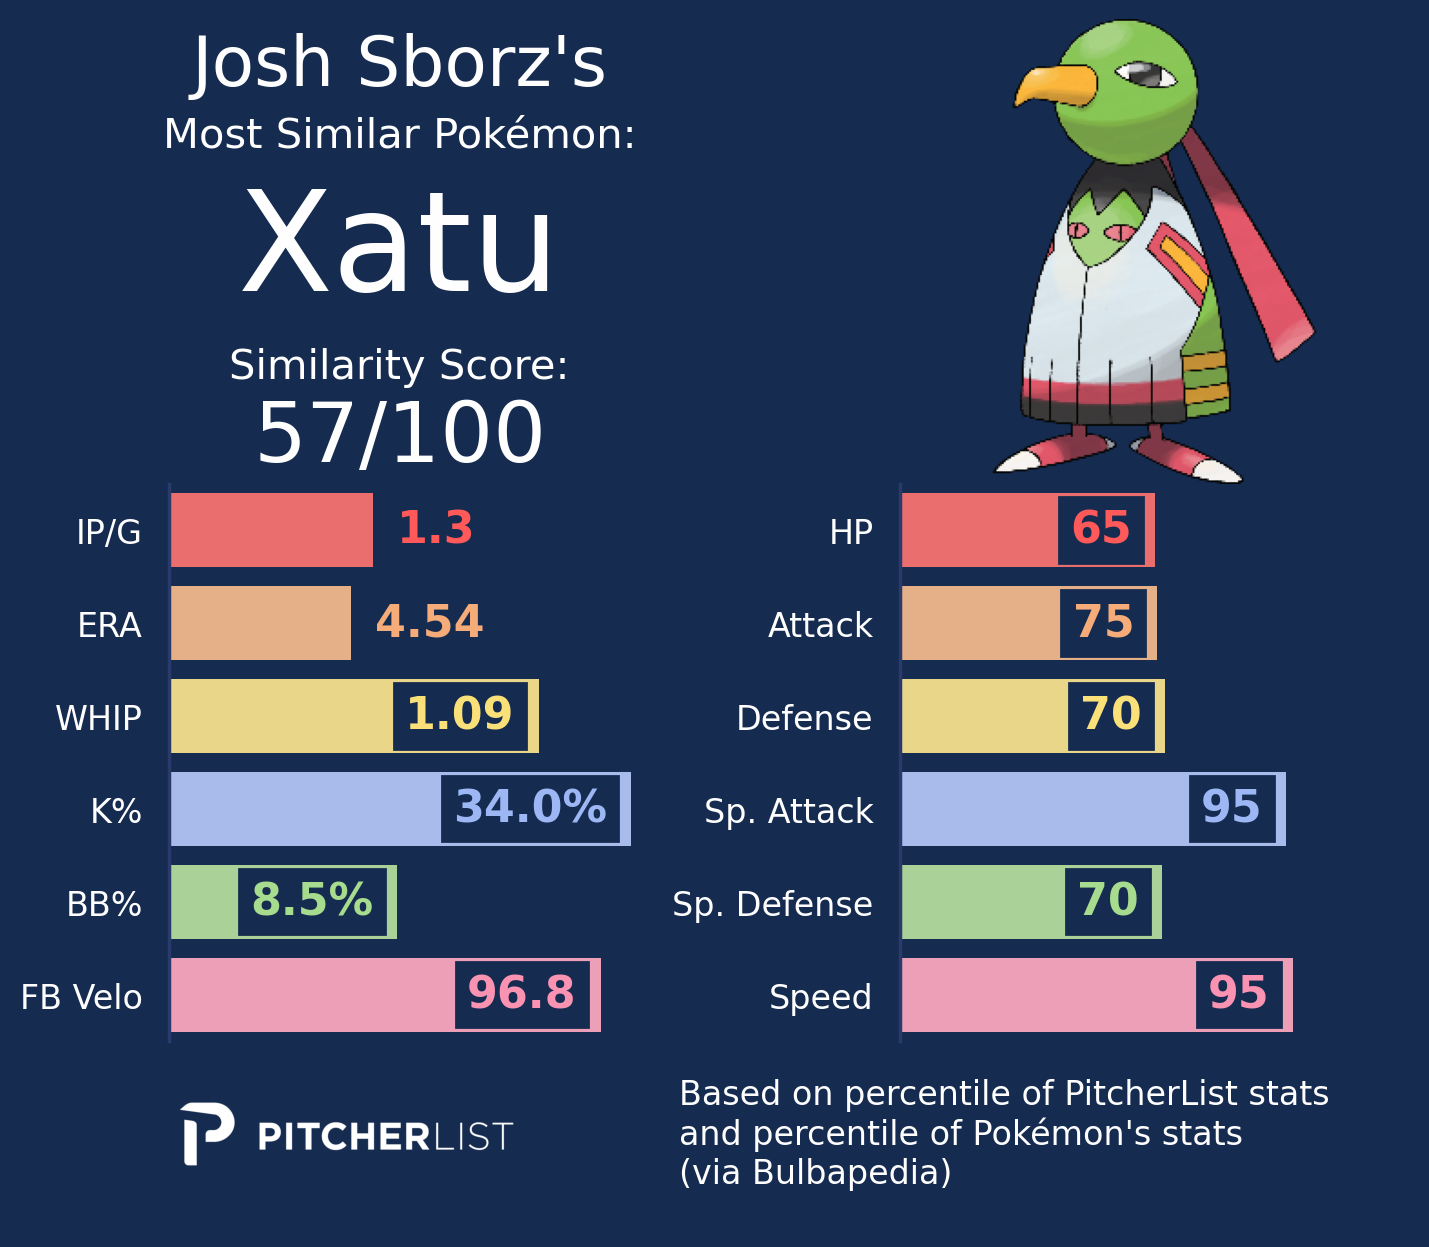 Josh Sborz's
Most Similar Pokémon:
Xatu
Similarity Score:
57/100
IP/G 1.3
ERA 4.54
WHIP 1.09
K% 34.0%
BB% 8.5%
FB Velo 96.8
HP 65
Attack 75
Defense 70
Sp. Attack 95
Sp. Defense 70
Speed 95
PITCHERLIST
Based on percentile of PitcherList stats
and percentile of Pokémon's stats
(via Bulbapedia)